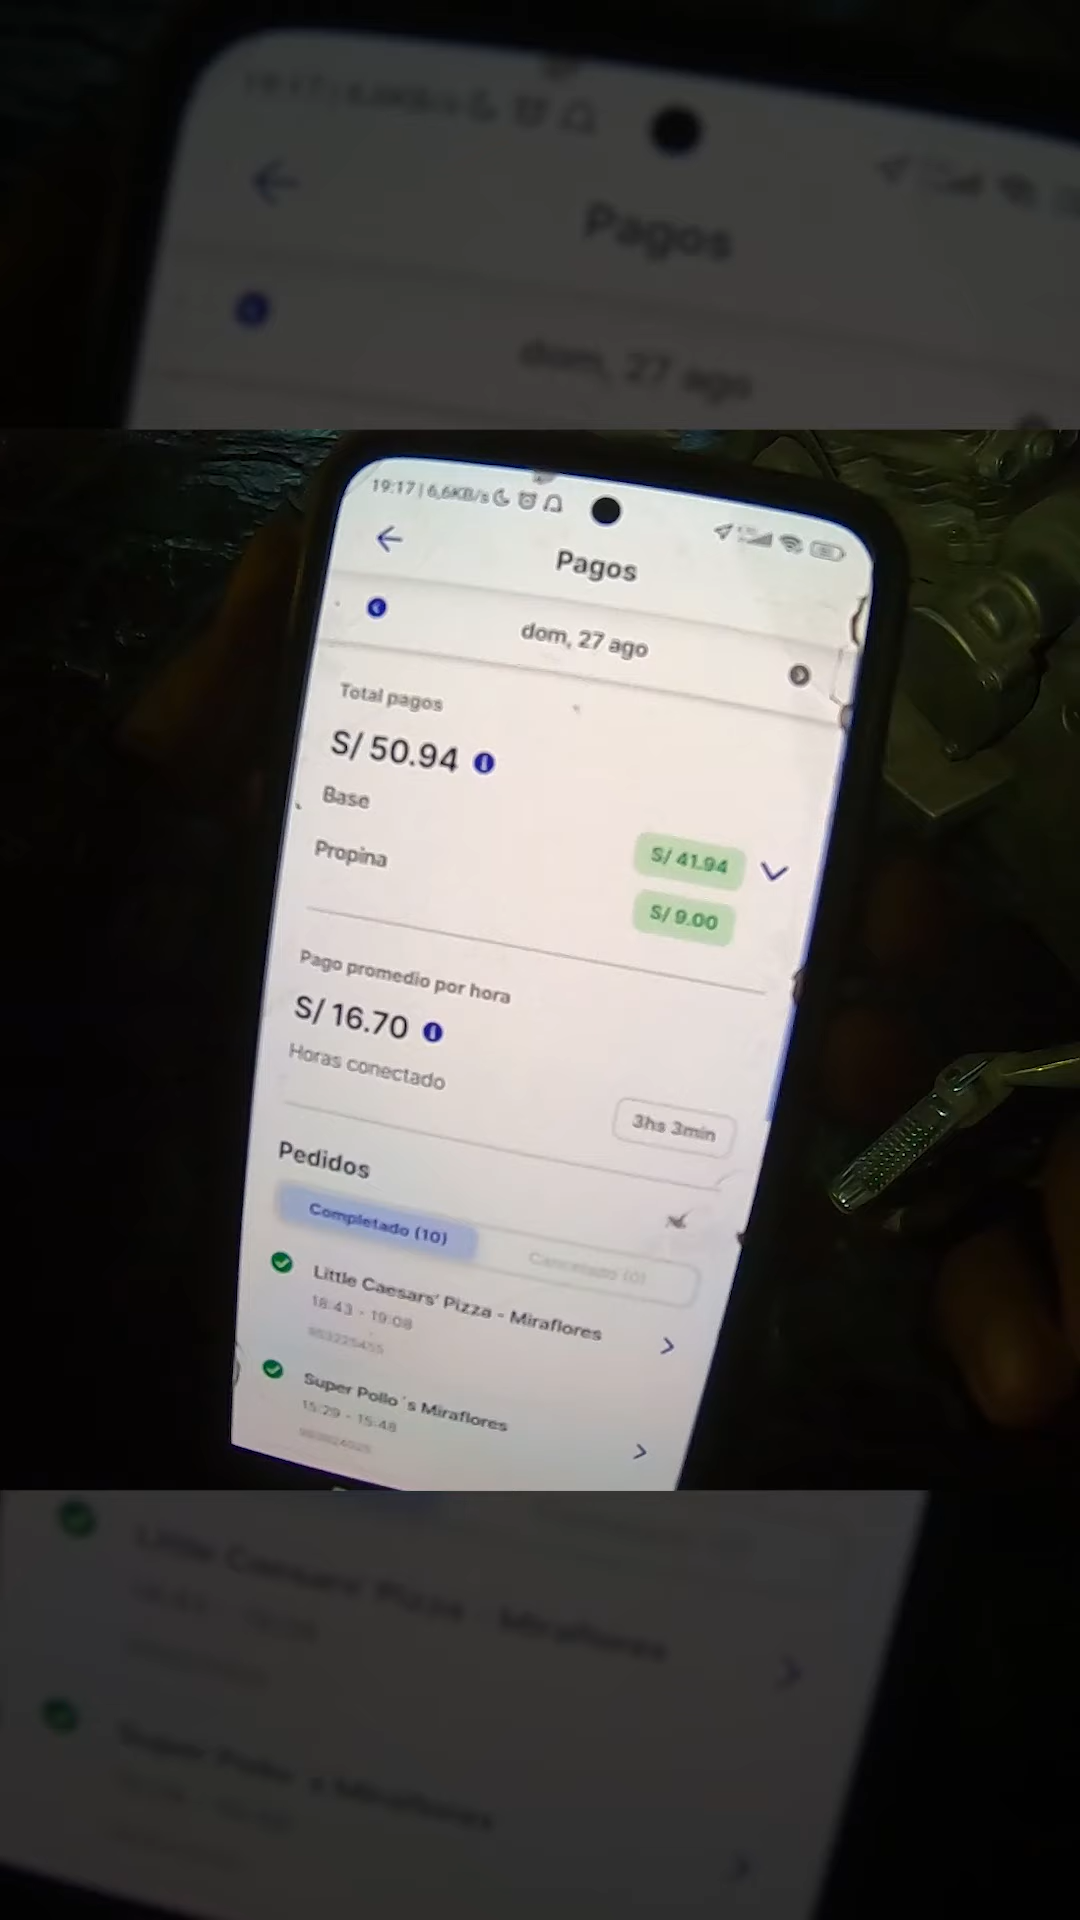 19:17 | 6,6KB/s
Pagos
dom, 27 ago
Total pagos
S/ 50.94
Base
S/ 41.94
Propina
S/ 9.00
Pago promedio por hora
S/ 16.70
Horas conectado
3hs 3min
Pedidos
Completado (10)
Cancelado (0)
Little Caesars' Pizza - Miraflores
18:43 - 19:08
Super Pollo ´s Miraflores
15:29 - 15:48